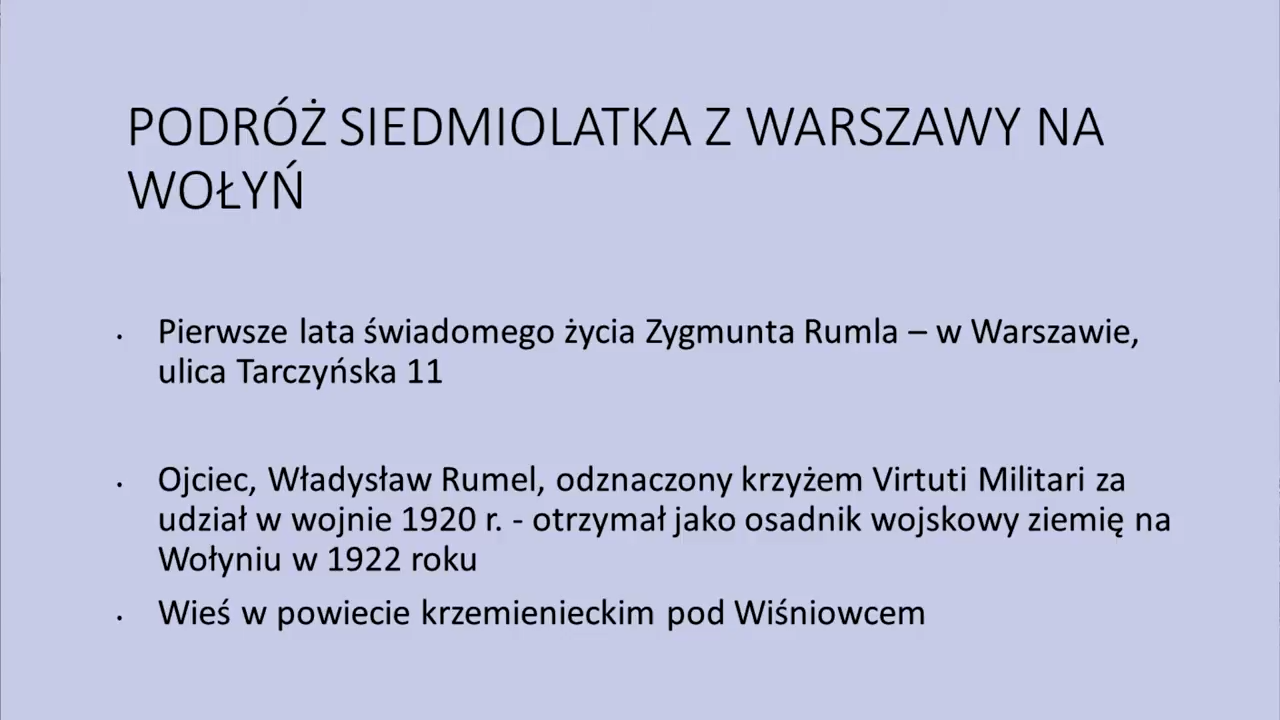 PODRÓŻ SIEDMIOLATKA Z WARSZAWY NA
WOŁYŃ
• Pierwsze lata świadomego życia Zygmunta Rumla – w Warszawie,
ulica Tarczyńska 11
• Ojciec, Władysław Rumel, odznaczony krzyżem Virtuti Militari za
udział w wojnie 1920 r. - otrzymał jako osadnik wojskowy ziemię na
Wołyniu w 1922 roku
• Wieś w powiecie krzemienieckim pod Wiśniowcem